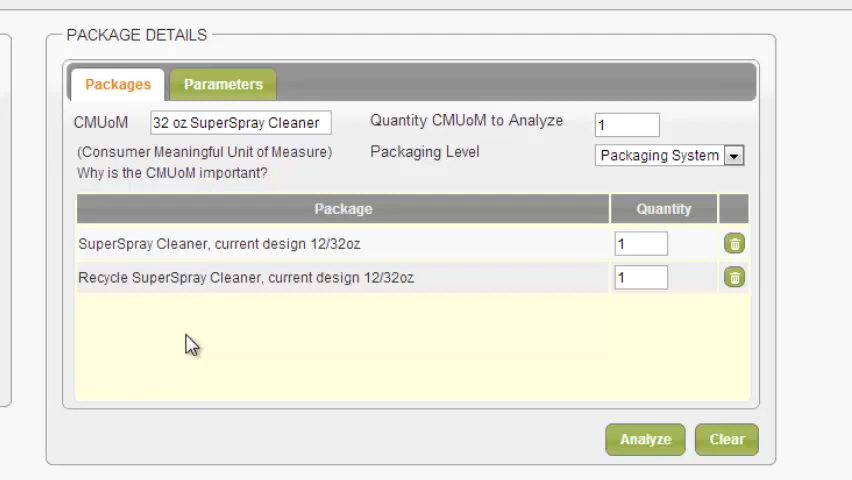 PACKAGE DETAILS
Packages
Parameters
CMUoM
32 oz SuperSpray Cleaner
Quantity CMUoM to Analyze
1
(Consumer Meaningful Unit of Measure)
Packaging Level
Packaging System
Why is the CMUoM important?
Package
Quantity
SuperSpray Cleaner, current design 12/32oz
1
Recycle SuperSpray Cleaner, current design 12/32oz
1
Analyze
Clear